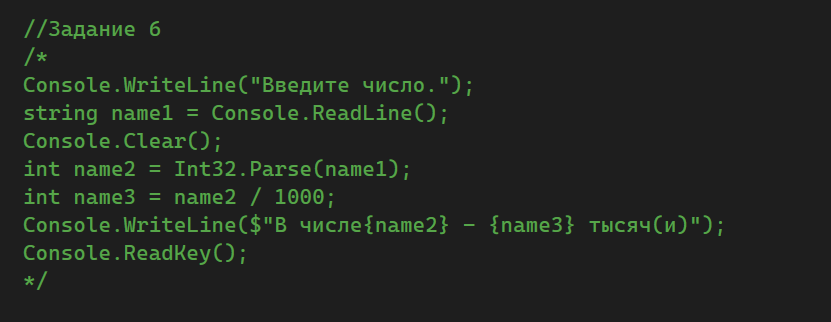 //Задание 6
/*
Console.WriteLine("Введите число.");
string name1 = Console.ReadLine();
Console.Clear();
int name2 = Int32.Parse(name1);
int name3 = name2 / 1000;
Console.WriteLine($"В числе{name2} - {name3} тысяч(и)");
Console.ReadKey();
*/